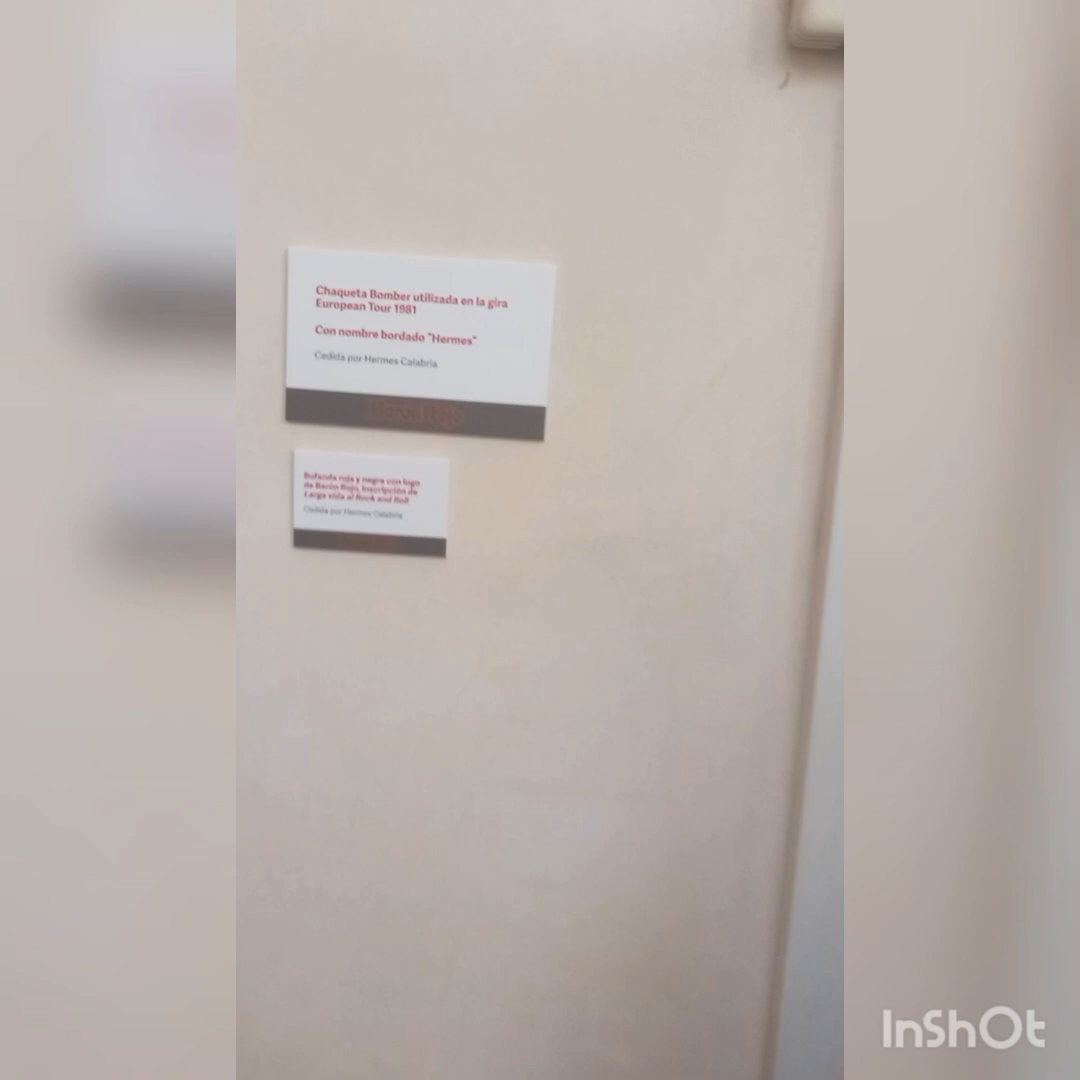 Chaqueta Bomber utilizada en la gira
European Tour 1981
Con nombre bordado "Hermes"
Cedida por Hermes Calabria
Barón Rojo
Bufanda roja y negra con logo
de Barón Rojo, Inscripción de
Larga vida al Rock and Roll
Cedida por Hermes Calabria
InShOt